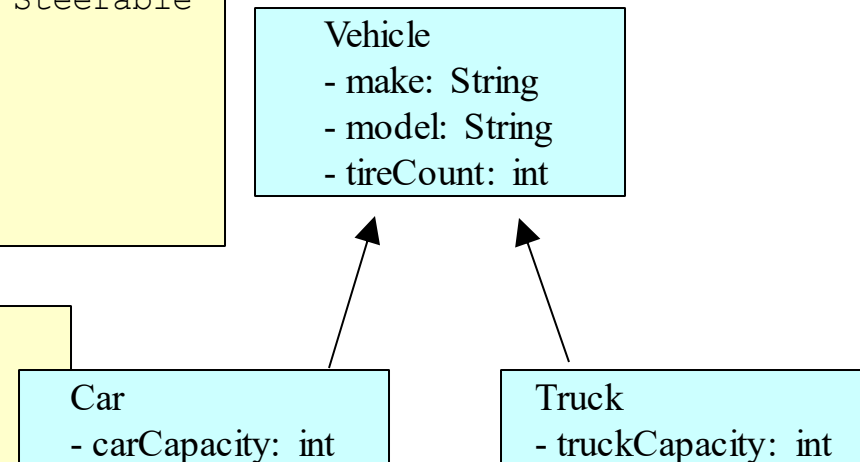 Steerable
Vehicle
- make: String
- model: String
- tireCount: int
Car
- carCapacity: int
Truck
- truckCapacity: int